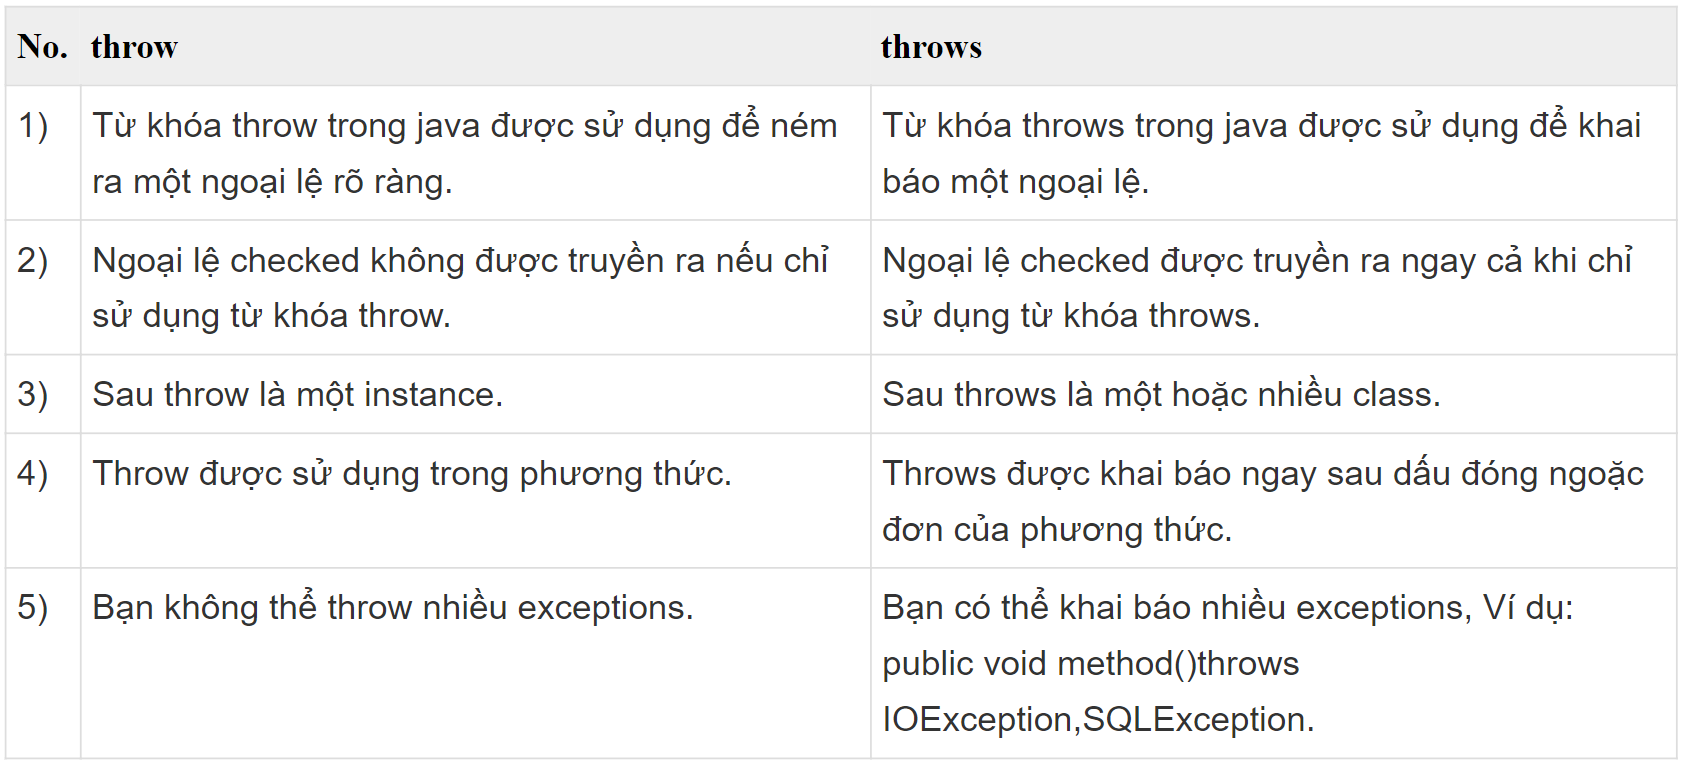 No. throw throws
1) Từ khóa throw trong java được sử dụng để ném
ra một ngoại lệ rõ ràng.
Từ khóa throws trong java được sử dụng để khai
báo một ngoại lệ.
2) Ngoại lệ checked không được truyền ra nếu chỉ
sử dụng từ khóa throw.
Ngoại lệ checked được truyền ra ngay cả khi chỉ
sử dụng từ khóa throws.
3) Sau throw là một instance.
Sau throws là một hoặc nhiều class.
4) Throw được sử dụng trong phương thức.
Throws được khai báo ngay sau dấu đóng ngoặc
đơn của phương thức.
5) Bạn không thể throw nhiều exceptions.
Bạn có thể khai báo nhiều exceptions, Ví dụ:
public void method()throws
IOException,SQLException.